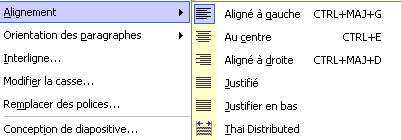 Alignement
Orientation des paragraphes
Interligne...
Modifier la casse...
Remplacer des polices...
Conception de diapositive...
Aligné à gauche CTRL+MAJ+G
Au centre CTRL+E
Aligné à droite CTRL+MAJ+D
Justifié
Justifier en bas
Thai Distributed